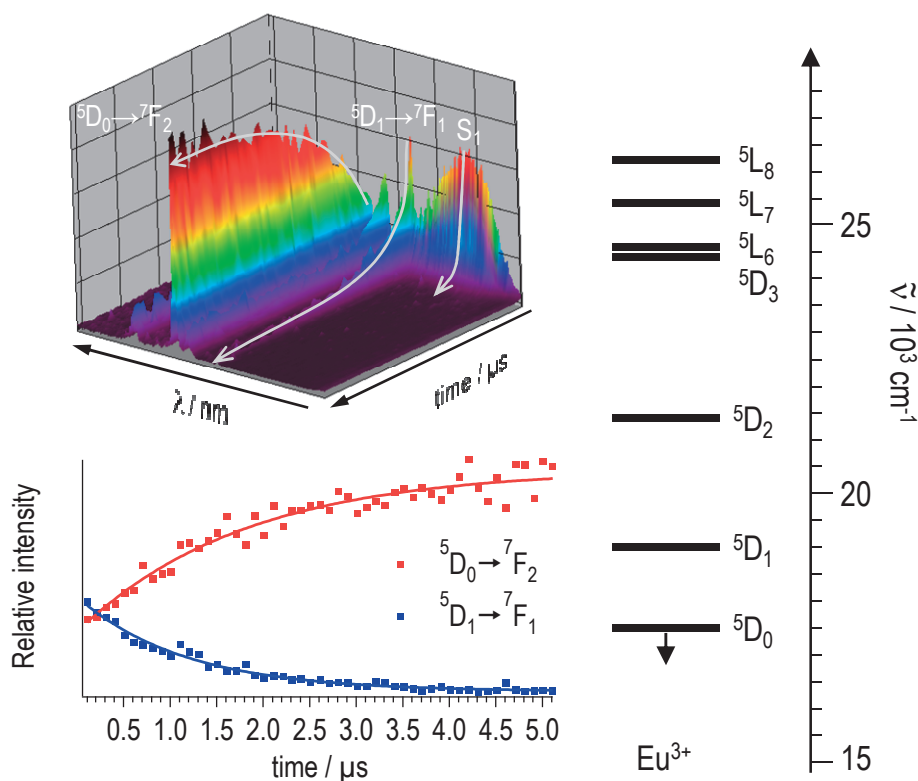 ⁵D₀→⁷F₂
⁵D₁→⁷F₁
S₁
λ / nm
time / μs
Relative intensity
⁵D₀→⁷F₂
⁵D₁→⁷F₁
0.5 1.0 1.5 2.0 2.5 3.0 3.5 4.0 4.5 5.0
time / μs
⁵L₈
⁵L₇
⁵L₆
⁵D₃
⁵D₂
⁵D₁
⁵D₀
Eu³⁺
25
20
15
ṽ / 10³ cm⁻¹